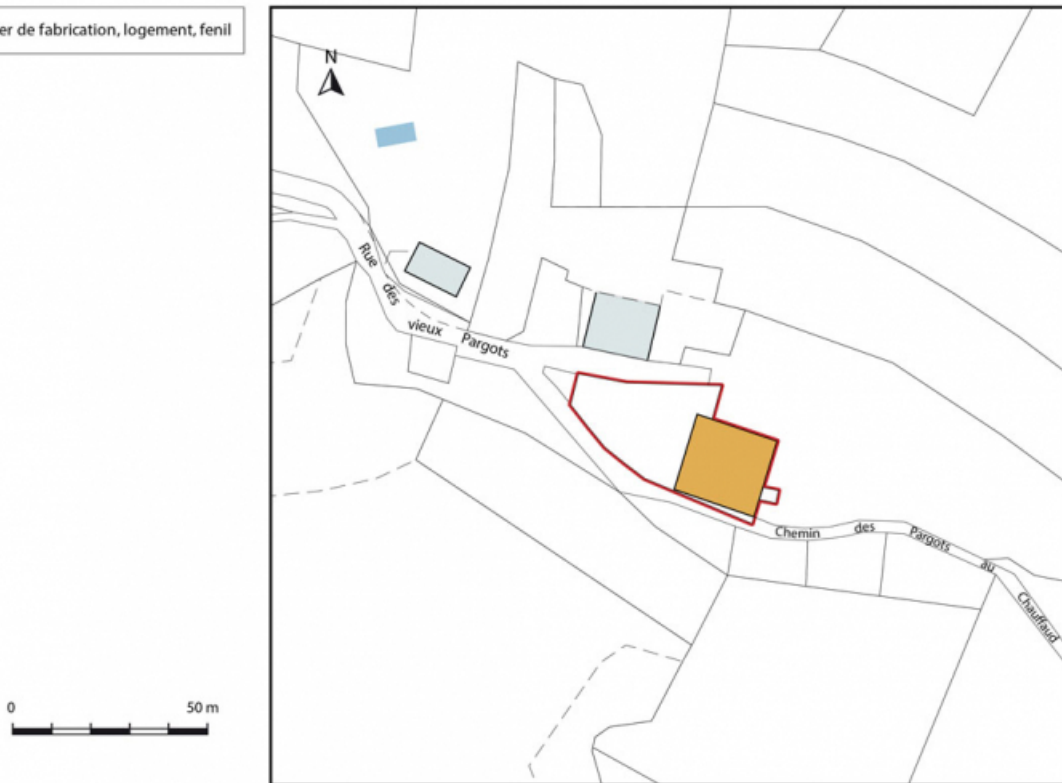 er de fabrication, logement, fenil
N
Rue
des
vieux
Pargots
Chemin
des
Pargots
au
Chauffaud
0
50 m